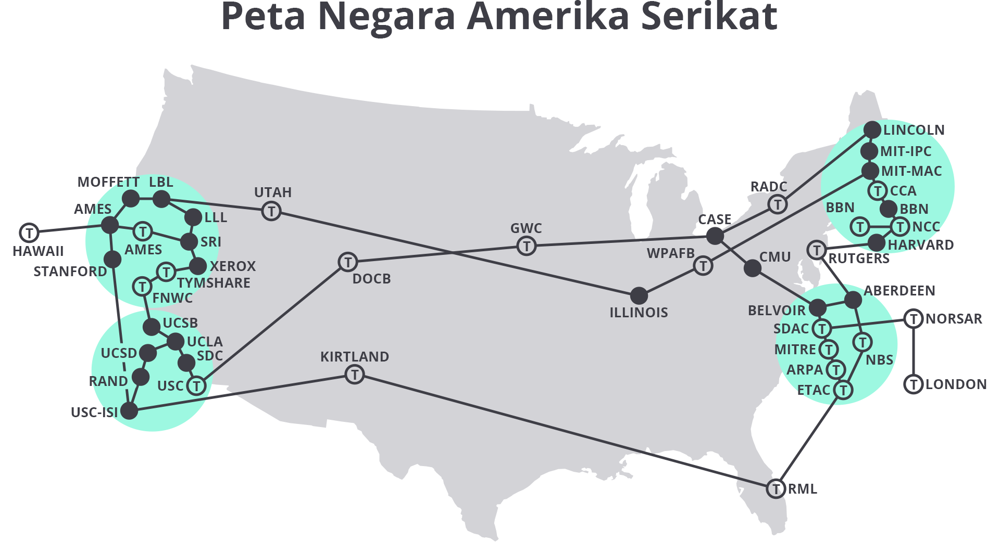 Peta Negara Amerika Serikat
MOFFETT
LBL
AMES
LLL
T
AMES
SRI
T
HAWAII
STANFORD
XEROX
T
TYMSHARE
T
FNWC
UTAH
T
UCSB
UCLA
UCSD
SDC
RAND
USC
T
USC-ISI
T
DOCB
GWC
T
KIRTLAND
T
ILLINOIS
WPAFB
T
CASE
CMU
RADC
T
LINCOLN
MIT-IPC
MIT-MAC
T
CCA
BBN
BBN
T
T
NCC
HARVARD
T
RUTGERS
ABERDEEN
BELVOIR
SDAC
T
T
NORSAR
MITRE
T
T
NBS
ARPA
T
ETAC
T
T
LONDON
T
RML